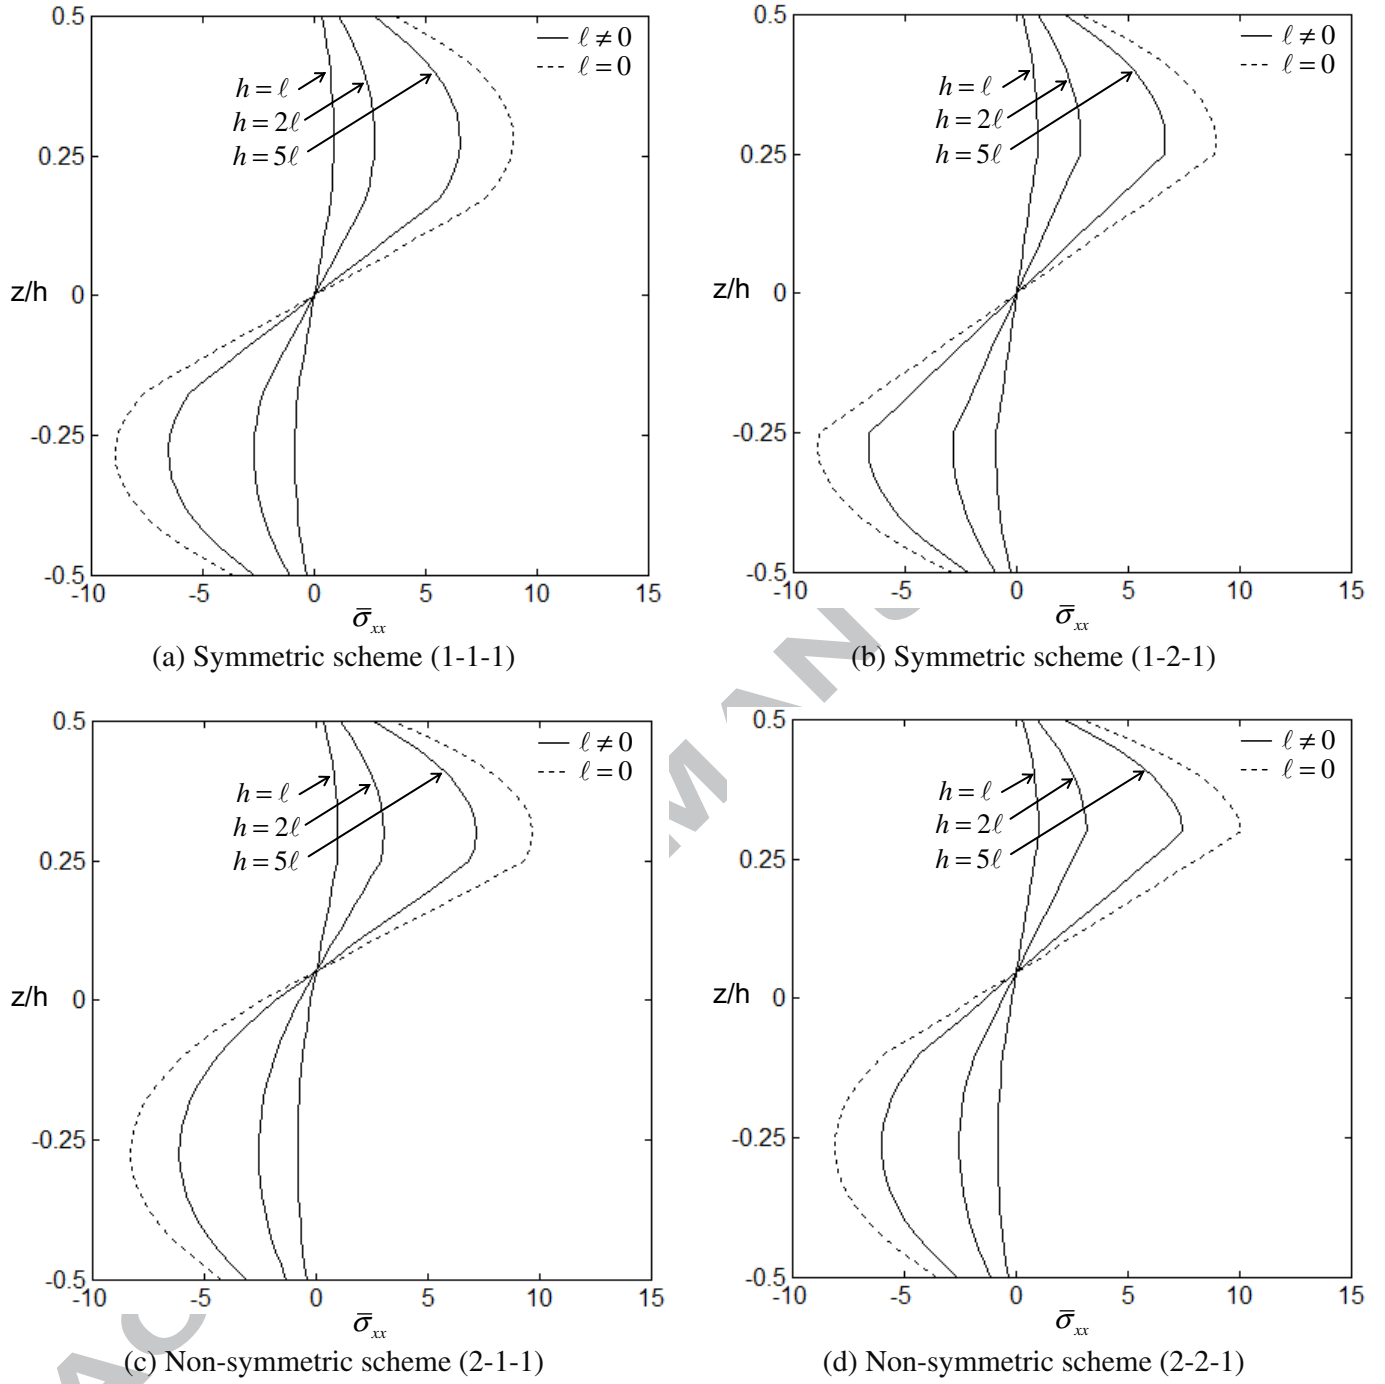 0.5
ℓ ≠ 0
ℓ = 0
h = ℓ
h = 2ℓ
h = 5ℓ
0.25
z/h 0
-0.25
-0.5
-10 -5 0 5 10 15
σ̅xx
(a) Symmetric scheme (1-1-1)
0.5
ℓ ≠ 0
ℓ = 0
h = ℓ
h = 2ℓ
h = 5ℓ
0.25
z/h 0
-0.25
-0.5
-10 -5 0 5 10 15
σ̅xx
(b) Symmetric scheme (1-2-1)
0.5
ℓ ≠ 0
ℓ = 0
h = ℓ
h = 2ℓ
h = 5ℓ
0.25
z/h 0
-0.25
-0.5
-10 -5 0 5 10 15
σ̅xx
(c) Non-symmetric scheme (2-1-1)
0.5
ℓ ≠ 0
ℓ = 0
h = ℓ
h = 2ℓ
h = 5ℓ
0.25
z/h 0
-0.25
-0.5
-10 -5 0 5 10 15
σ̅xx
(d) Non-symmetric scheme (2-2-1)